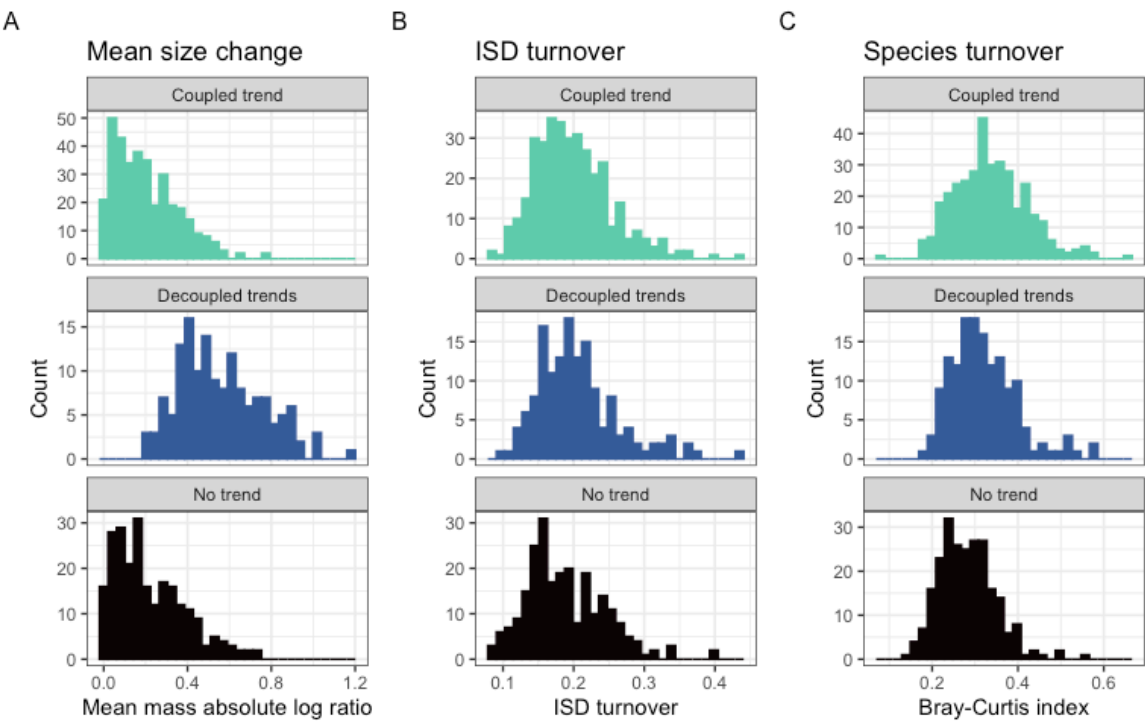 A
B
C
Mean size change
ISD turnover
Species turnover
Coupled trend
Coupled trend
Coupled trend
50
40
30
20
10
0
30
20
10
0
40
30
20
10
0
Decoupled trends
Decoupled trends
Decoupled trends
Count
15
10
5
0
Count
15
10
5
0
Count
15
10
5
0
No trend
No trend
No trend
30
20
10
0
30
20
10
0
30
20
10
0
0.0 0.4 0.8 1.2
0.1 0.2 0.3 0.4
0.2 0.4 0.6
Mean mass absolute log ratio
ISD turnover
Bray-Curtis index